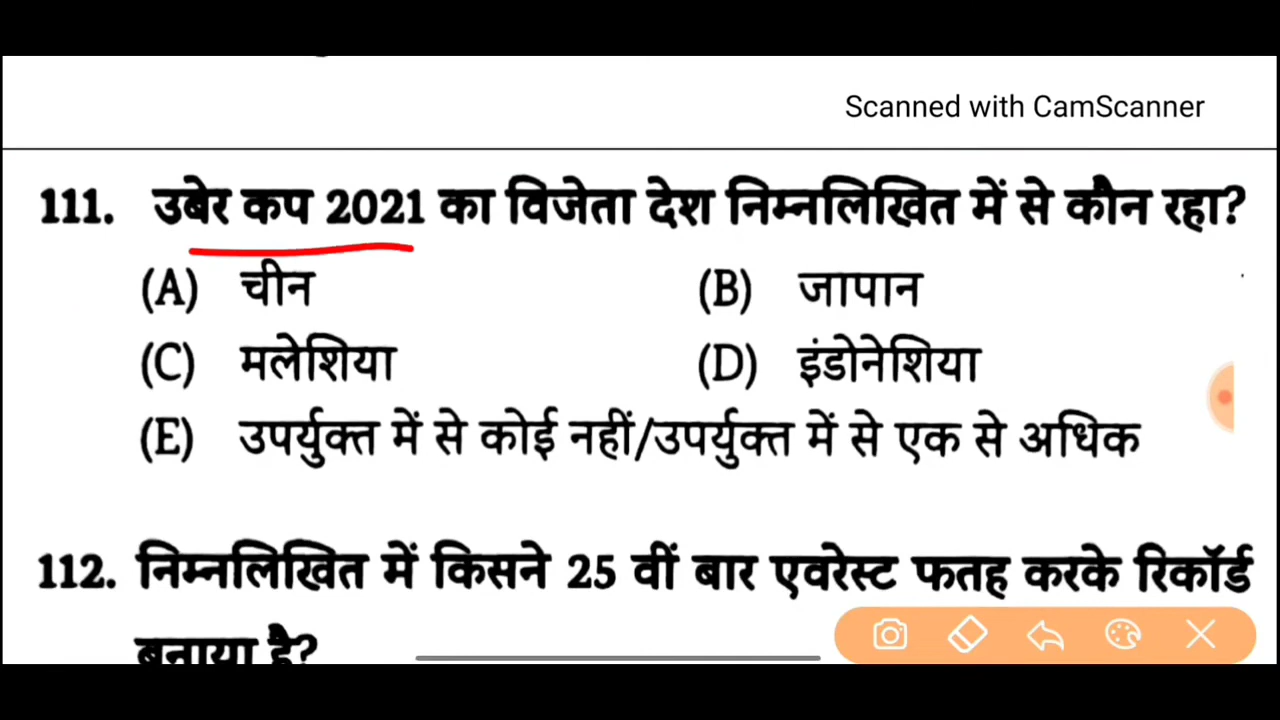 Scanned with CamScanner
111. उबेर कप 2021 का विजेता देश निम्नलिखित में से कौन रहा?
(A) चीन (B) जापान
(C) मलेशिया (D) इंडोनेशिया
(E) उपर्युक्त में से कोई नहीं/उपर्युक्त में से एक से अधिक
112. निम्नलिखित में किसने 25 वीं बार एवरेस्ट फतह करके रिकॉर्ड
बनाया है?